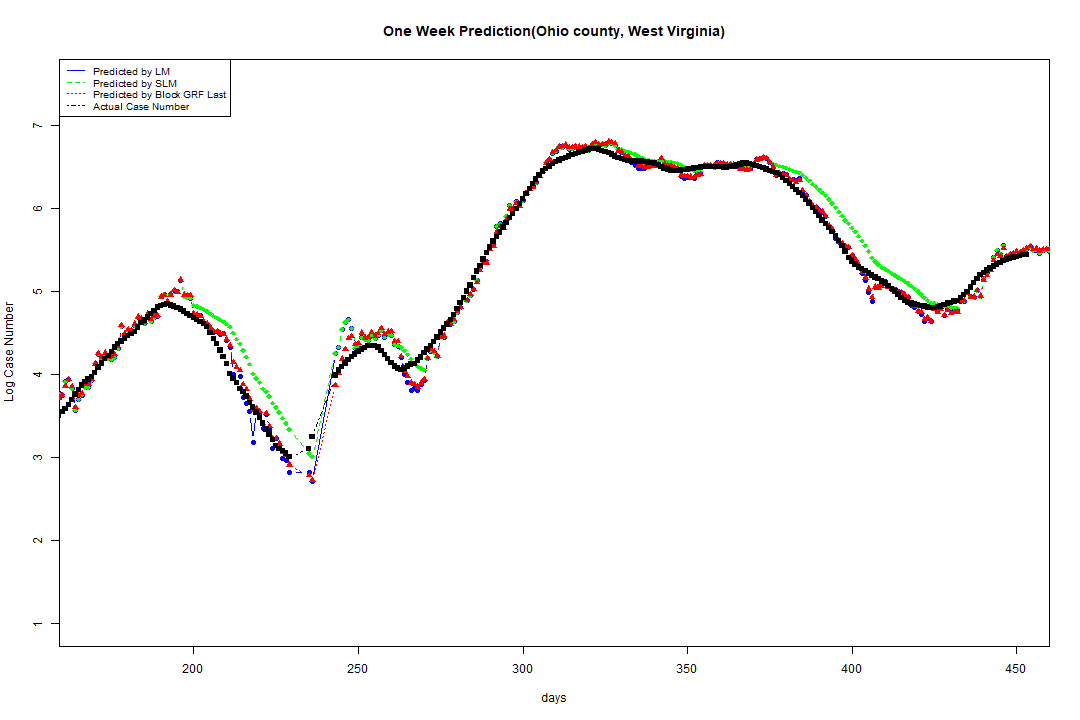 One Week Prediction(Ohio county, West Virginia)
Predicted by LM
Predicted by SLM
Predicted by Block GRF Last
Actual Case Number
7
6
5
4
3
2
1
Log Case Number
200 250 300 350 400 450
days